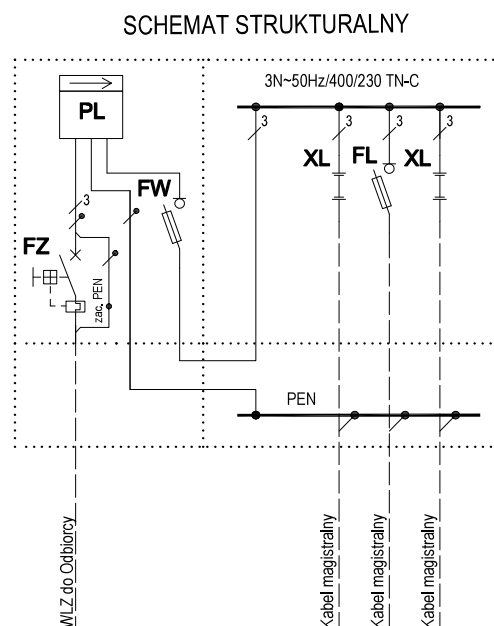 SCHEMAT STRUKTURALNY
3N~50Hz/400/230 TN-C
PL
3
3
3
3
XL
FL
XL
FW
3
FZ
zac. PEN
PEN
WLZ do Odbiorcy
Kabel magistralny
Kabel magistralny
Kabel magistralny